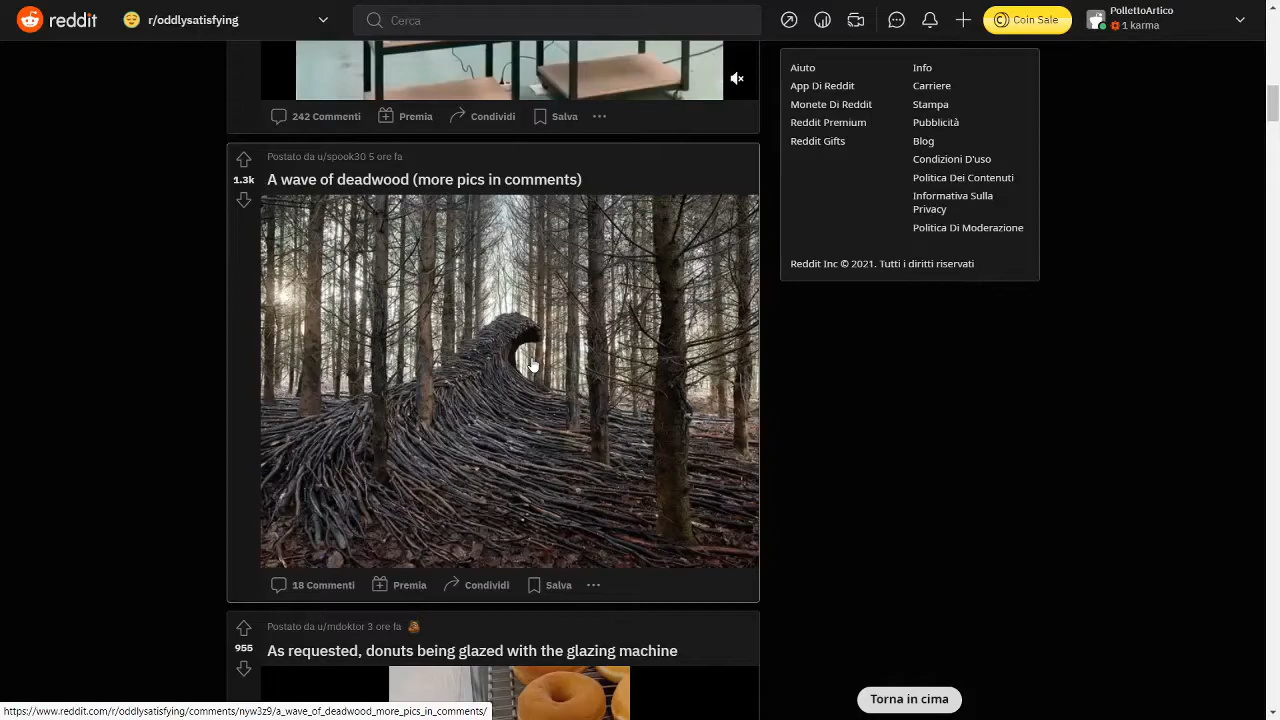 reddit
r/oddlysatisfying
Cerca
Coin Sale
PollettoArtico
1 karma
242 Commenti
Premia
Condividi
Salva
Postato da u/spook30 5 ore fa
1.3k
A wave of deadwood (more pics in comments)
18 Commenti
Premia
Condividi
Salva
Postato da u/mdoktor 3 ore fa
955
As requested, donuts being glazed with the glazing machine
Aiuto
App Di Reddit
Monete Di Reddit
Reddit Premium
Reddit Gifts
Info
Carriere
Stampa
Pubblicità
Blog
Condizioni D'uso
Politica Dei Contenuti
Informativa Sulla
Privacy
Politica Di Moderazione
Reddit Inc © 2021. Tutti i diritti riservati
Torna in cima
https://www.reddit.com/r/oddlysatisfying/comments/nyw3z9/a_wave_of_deadwood_more_pics_in_comments/